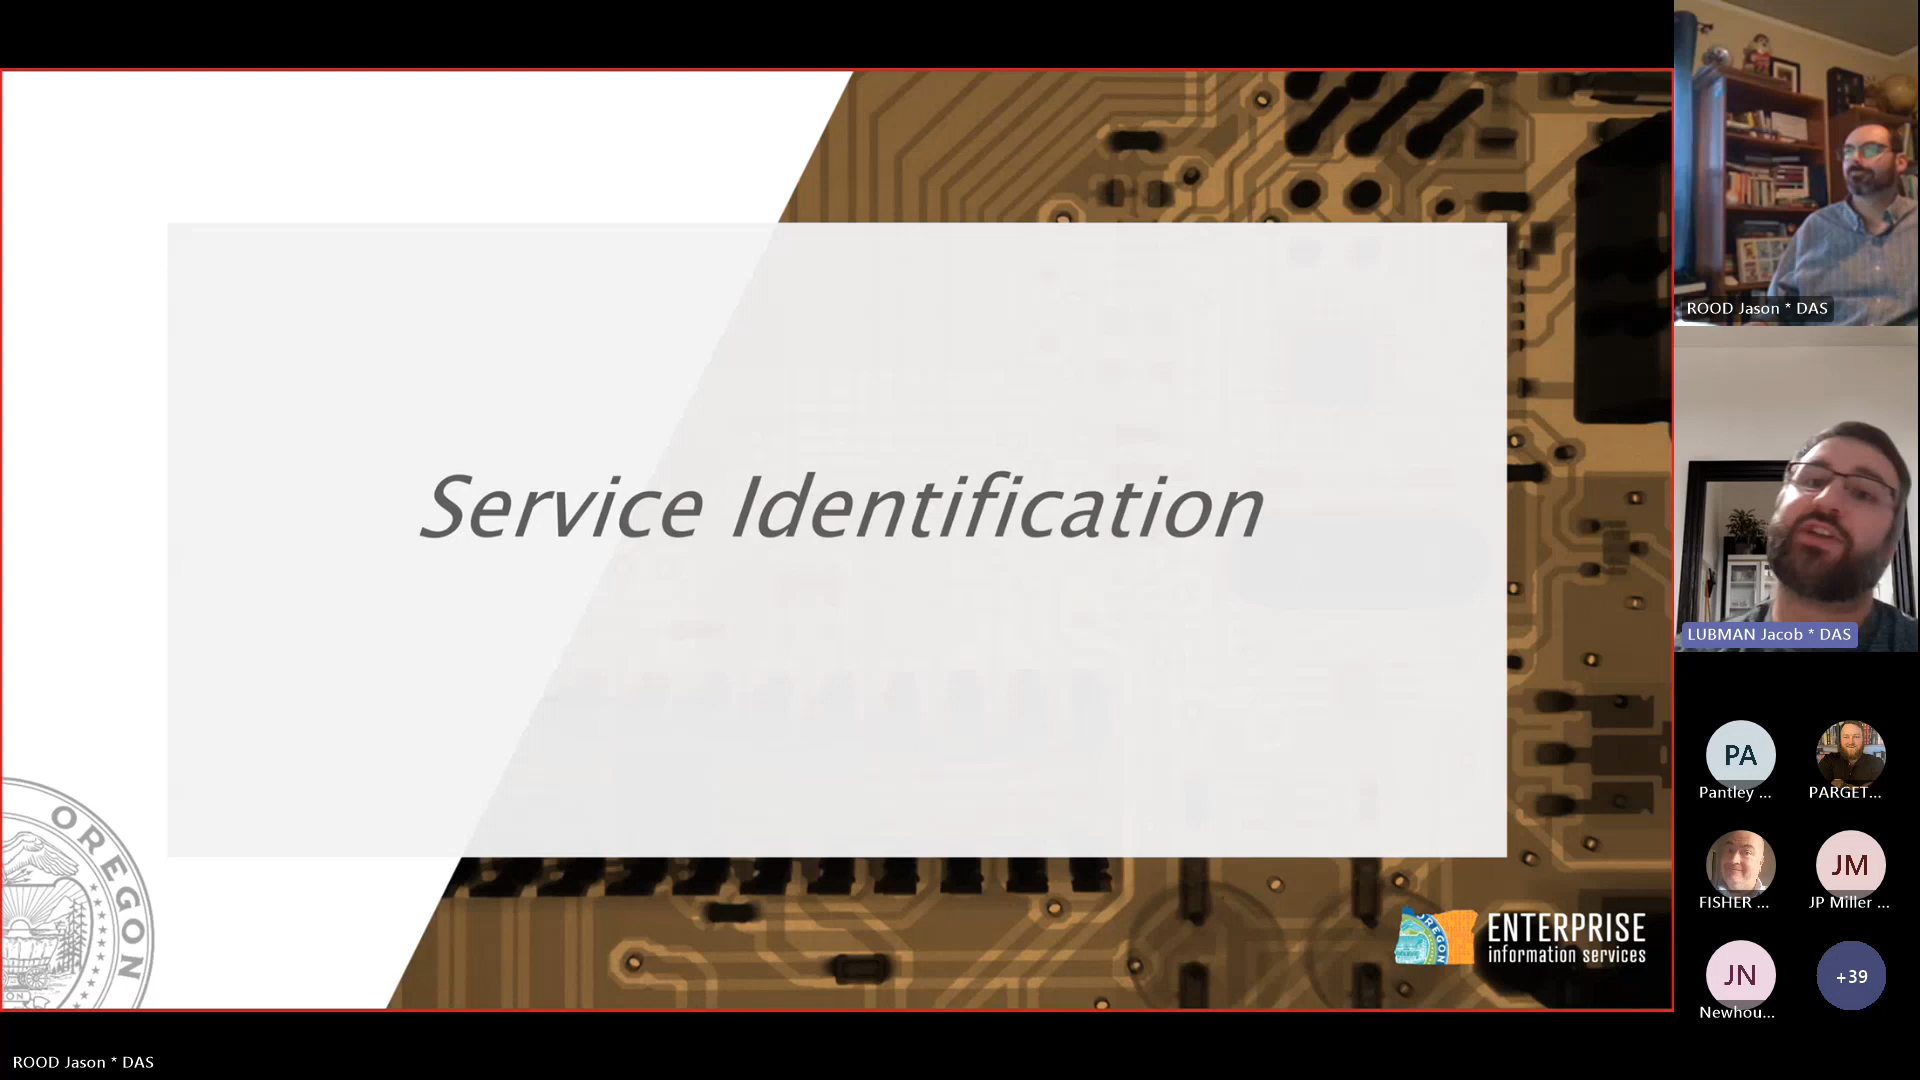 Service Identification
OREGON
OREGON
ENTERPRISE
information services
ROOD Jason * DAS
LUBMAN Jacob * DAS
PA
Pantley ...
PARGET...
FISHER ...
JM
JP Miller ...
JN
Newhou...
+39
ROOD Jason * DAS